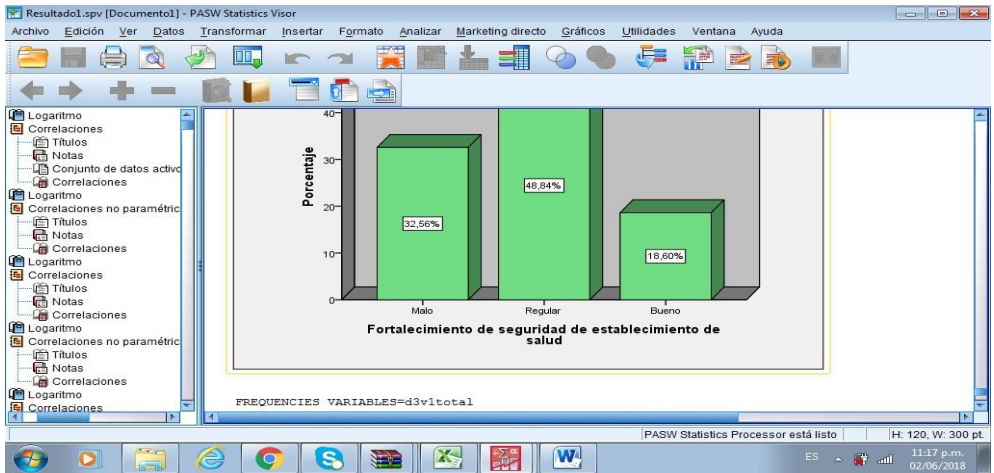 Resultado1.spv [Documento1] - PASW Statistics Visor
Archivo Edición Ver Datos Transformar Insertar Formato Analizar Marketing directo Gráficos Utilidades Ventana Ayuda
Logaritmo
Correlaciones
Títulos
Notas
Conjunto de datos activo
Correlaciones
Logaritmo
Correlaciones no paramétric
Títulos
Notas
Correlaciones
Logaritmo
Correlaciones
Títulos
Notas
Correlaciones
Logaritmo
Correlaciones no paramétric
Títulos
Notas
Correlaciones
Logaritmo
Correlaciones
Porcentaje
40
30
20
10
0
32,56%
48,84%
18,60%
Malo Regular Bueno
Fortalecimiento de seguridad de establecimiento de
salud
FREQUENCIES VARIABLES=d3v1total
PASW Statistics Processor está listo H: 120, W: 300 pt.
ES 11:17 p.m.
02/06/2018